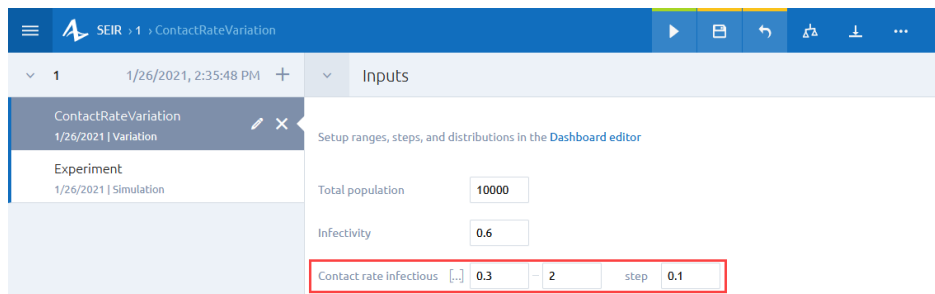 SEIR › 1 › ContactRateVariation
1 1/26/2021, 2:35:48 PM
Inputs
ContactRateVariation
1/26/2021 | Variation
Experiment
1/26/2021 | Simulation
Setup ranges, steps, and distributions in the Dashboard editor
Total population 10000
Infectivity 0.6
Contact rate infectious [...] 0.3 – 2 step 0.1